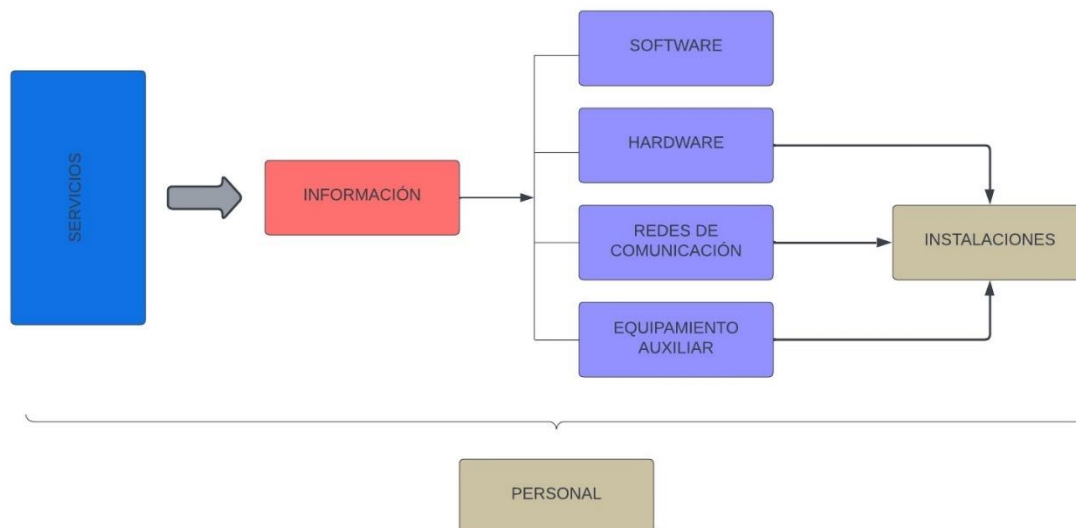 SERVICIOS
INFORMACIÓN
SOFTWARE
HARDWARE
REDES DE
COMUNICACIÓN
EQUIPAMIENTO
AUXILIAR
INSTALACIONES
PERSONAL